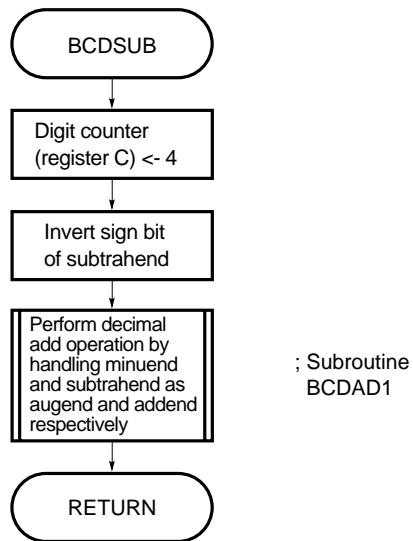 BCDSUB
Digit counter
(register C) <- 4
Invert sign bit
of subtrahend
Perform decimal
add operation by
handling minuend
and subtrahend as
augend and addend
respectively
; Subroutine
BCDAD1
RETURN